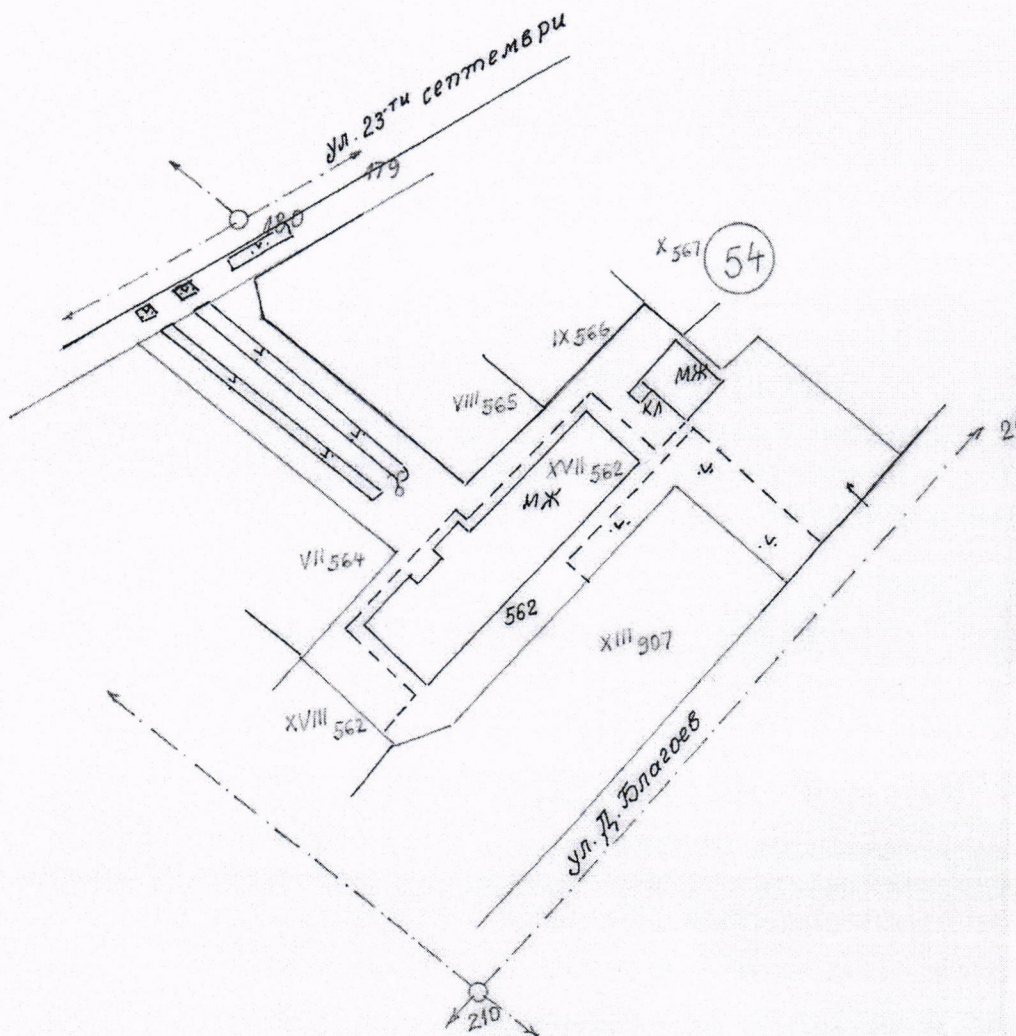 ул. 23ти септември
179
180
X 567
54
IX 566
VIII 565
МЖ
ХЛ
XVII 562
МЖ
VII 564
562
XIII 907
XVIII 562
ул. Д. Благоев
210